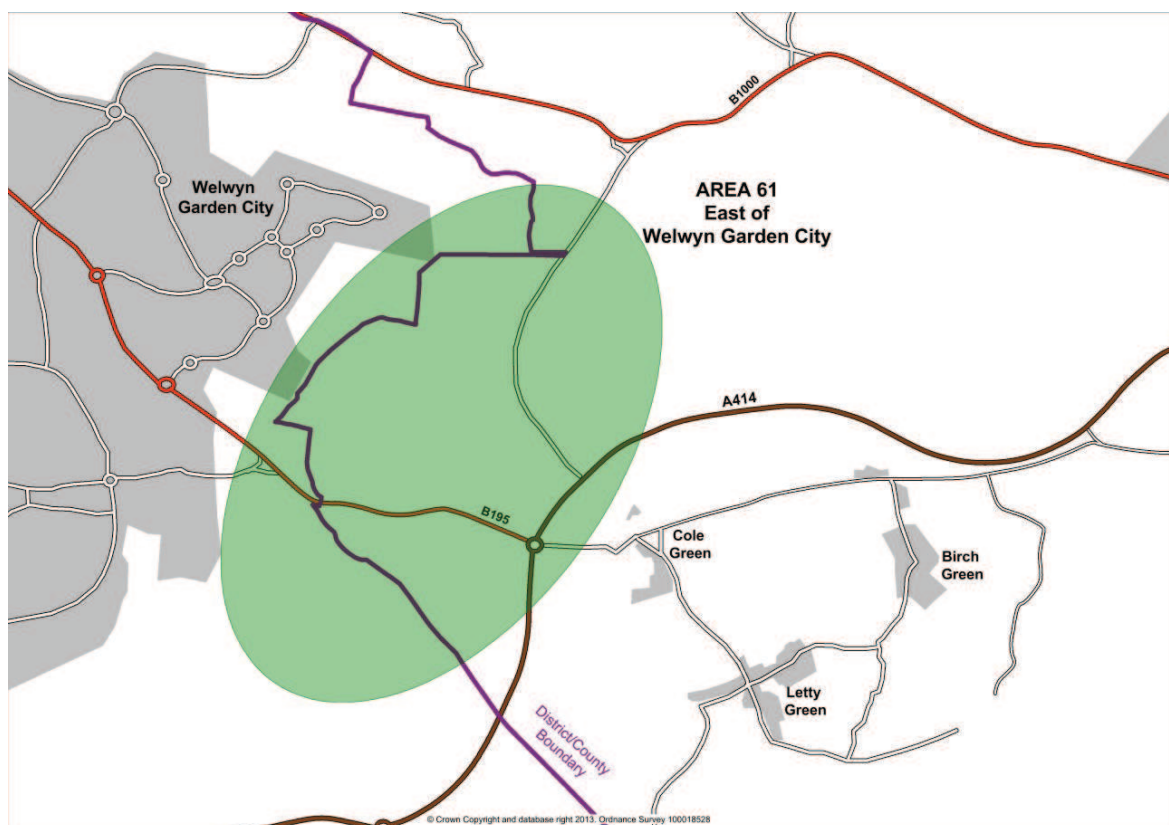 B1000
Welwyn
Garden City
AREA 61
East of
Welwyn Garden City
A414
B195
Cole
Green
Birch
Green
Letty
Green
District/County
Boundary
© Crown Copyright and database right 2013. Ordnance Survey 100018528